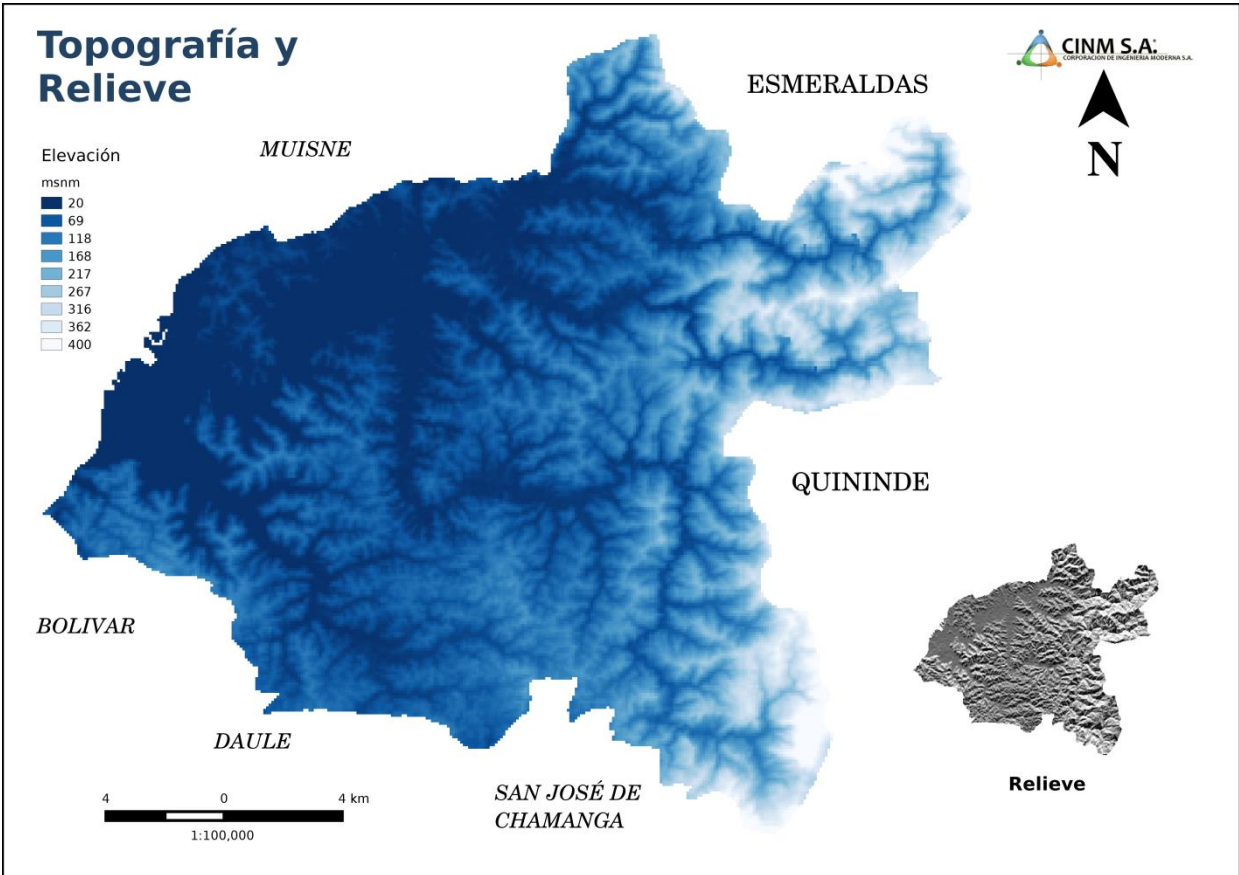 Topografía y
Relieve
CINM S.A.
CORPORACION DE INGENIERIA MODERNA S.A.
ESMERALDAS
N
MUISNE
Elevación
msnm
20
69
118
168
217
267
316
362
400
QUININDE
BOLIVAR
DAULE
SAN JOSÉ DE
CHAMANGA
Relieve
4 0 4 km
1:100,000